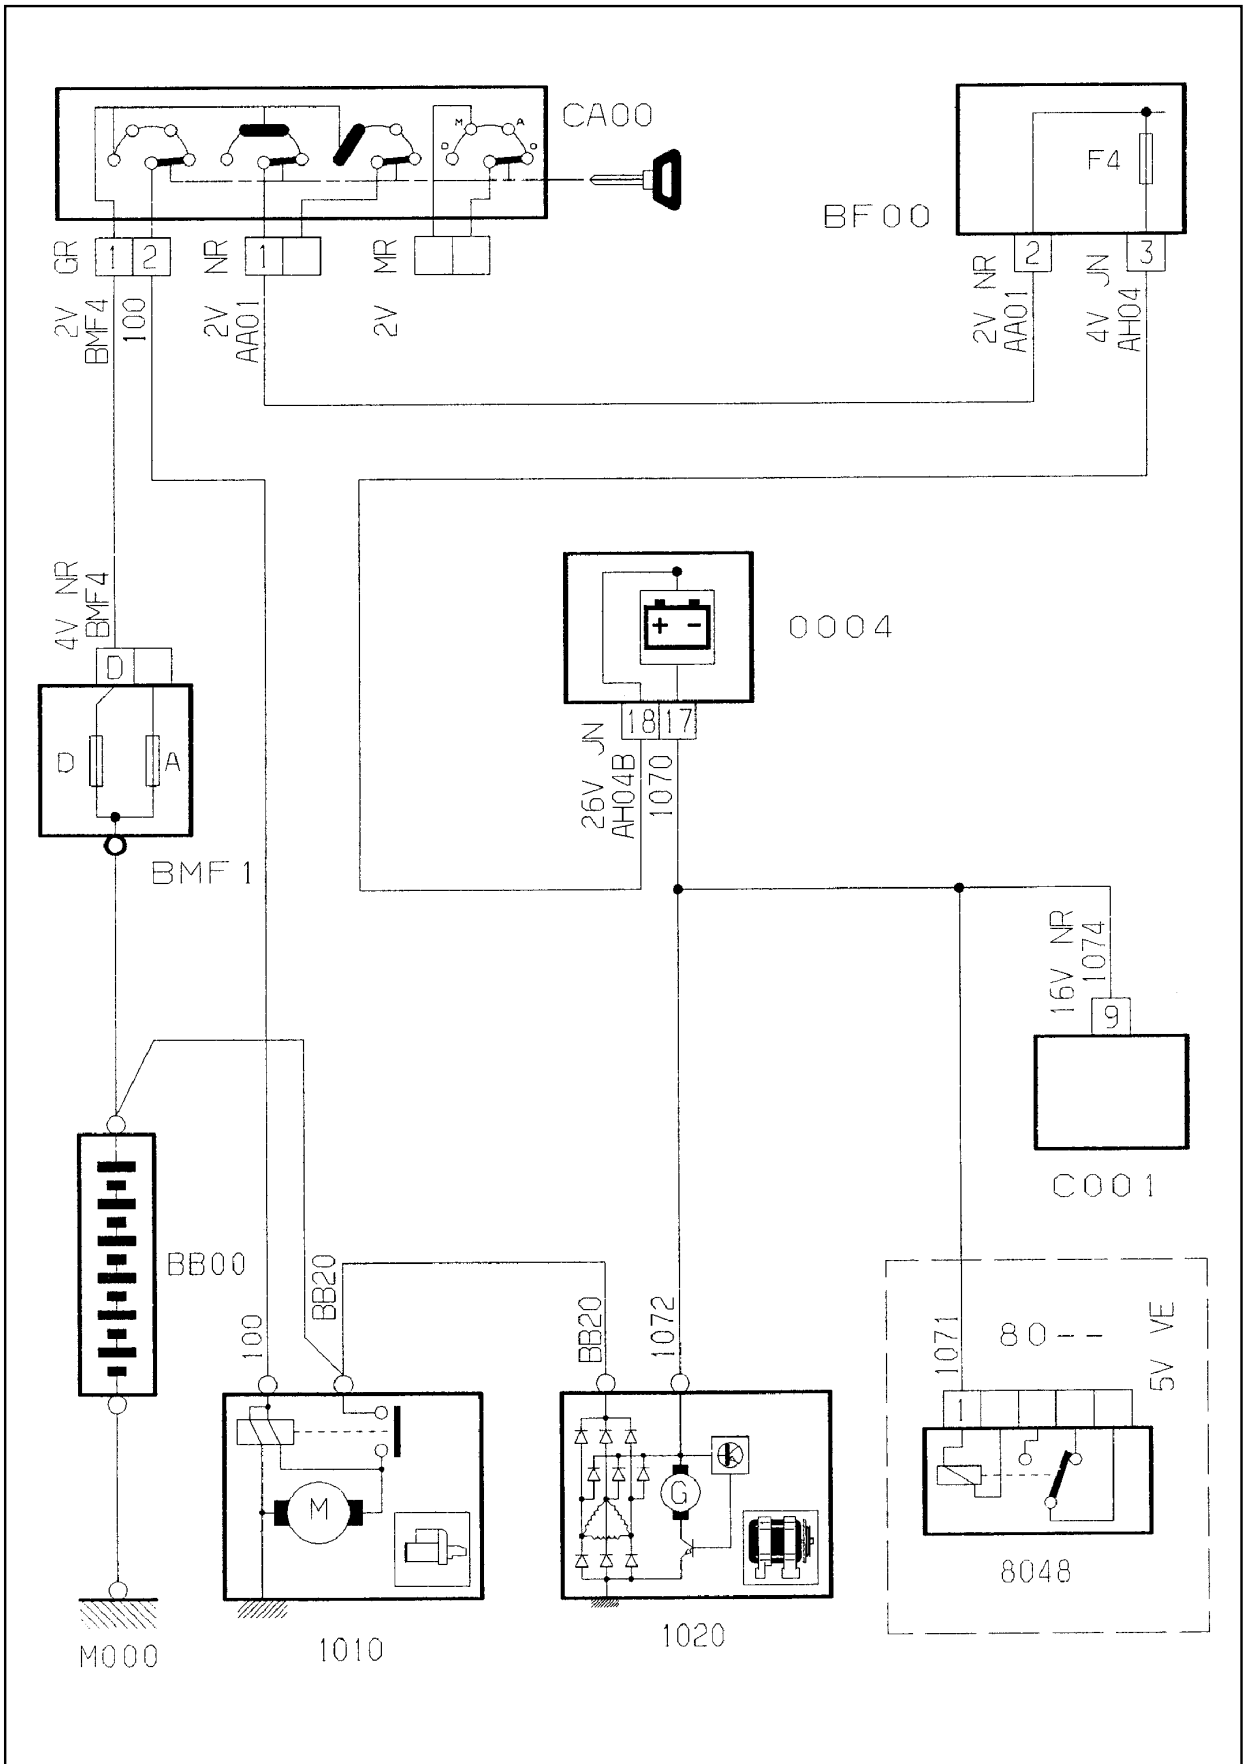 CA00
M A
O O
F4
BF00
GR 1 2
NR 1
MR
2V
BMF4
100
2V
AA01
2V
2
3
2V NR
AA01
4V JN
AH04
4V NR
BMF4
D
D A
BMF1
+ -
0004
18 17
26V JN
AH04B
1070
16V NR
1074
9
C001
BB00
100
BB20
BB20
1072
1071
80--
5V VE
1
M
G
8048
M000
1010
1020